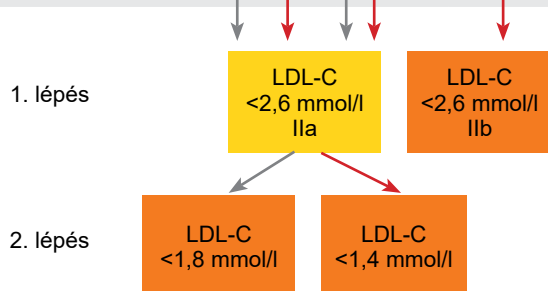 1. lépés
LDL-C
<2,6 mmol/l
IIa
LDL-C
<2,6 mmol/l
IIb
2. lépés
LDL-C
<1,8 mmol/l
LDL-C
<1,4 mmol/l